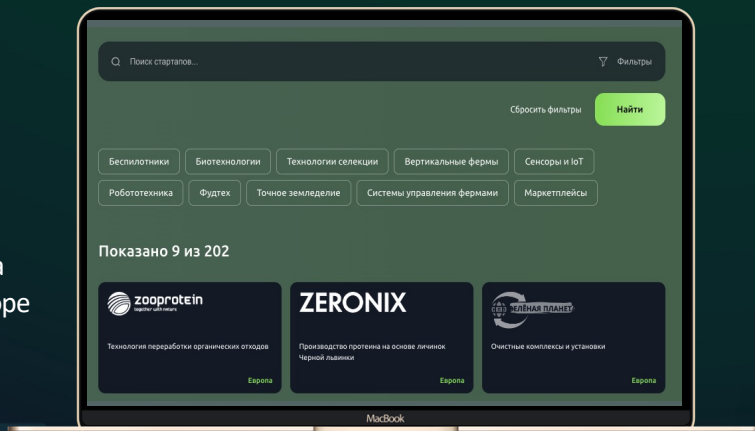 Поиск стартапов...
Фильтры
Сбросить фильтры
Найти
Беспилотники
Биотехнологии
Технологии селекции
Вертикальные фермы
Сенсоры и IoT
Робототехника
Фудтех
Точное земледелие
Системы управления фермами
Маркетплейсы
Показано 9 из 202
zooprotein
together with nature
Технология переработки органических отходов
Европа
ZERONIX
Производство протеина на основе личинок
Черной львинки
Европа
ЗЕЛЁНАЯ ПЛАНЕТА
Очистные комплексы и установки
Европа
MacBook